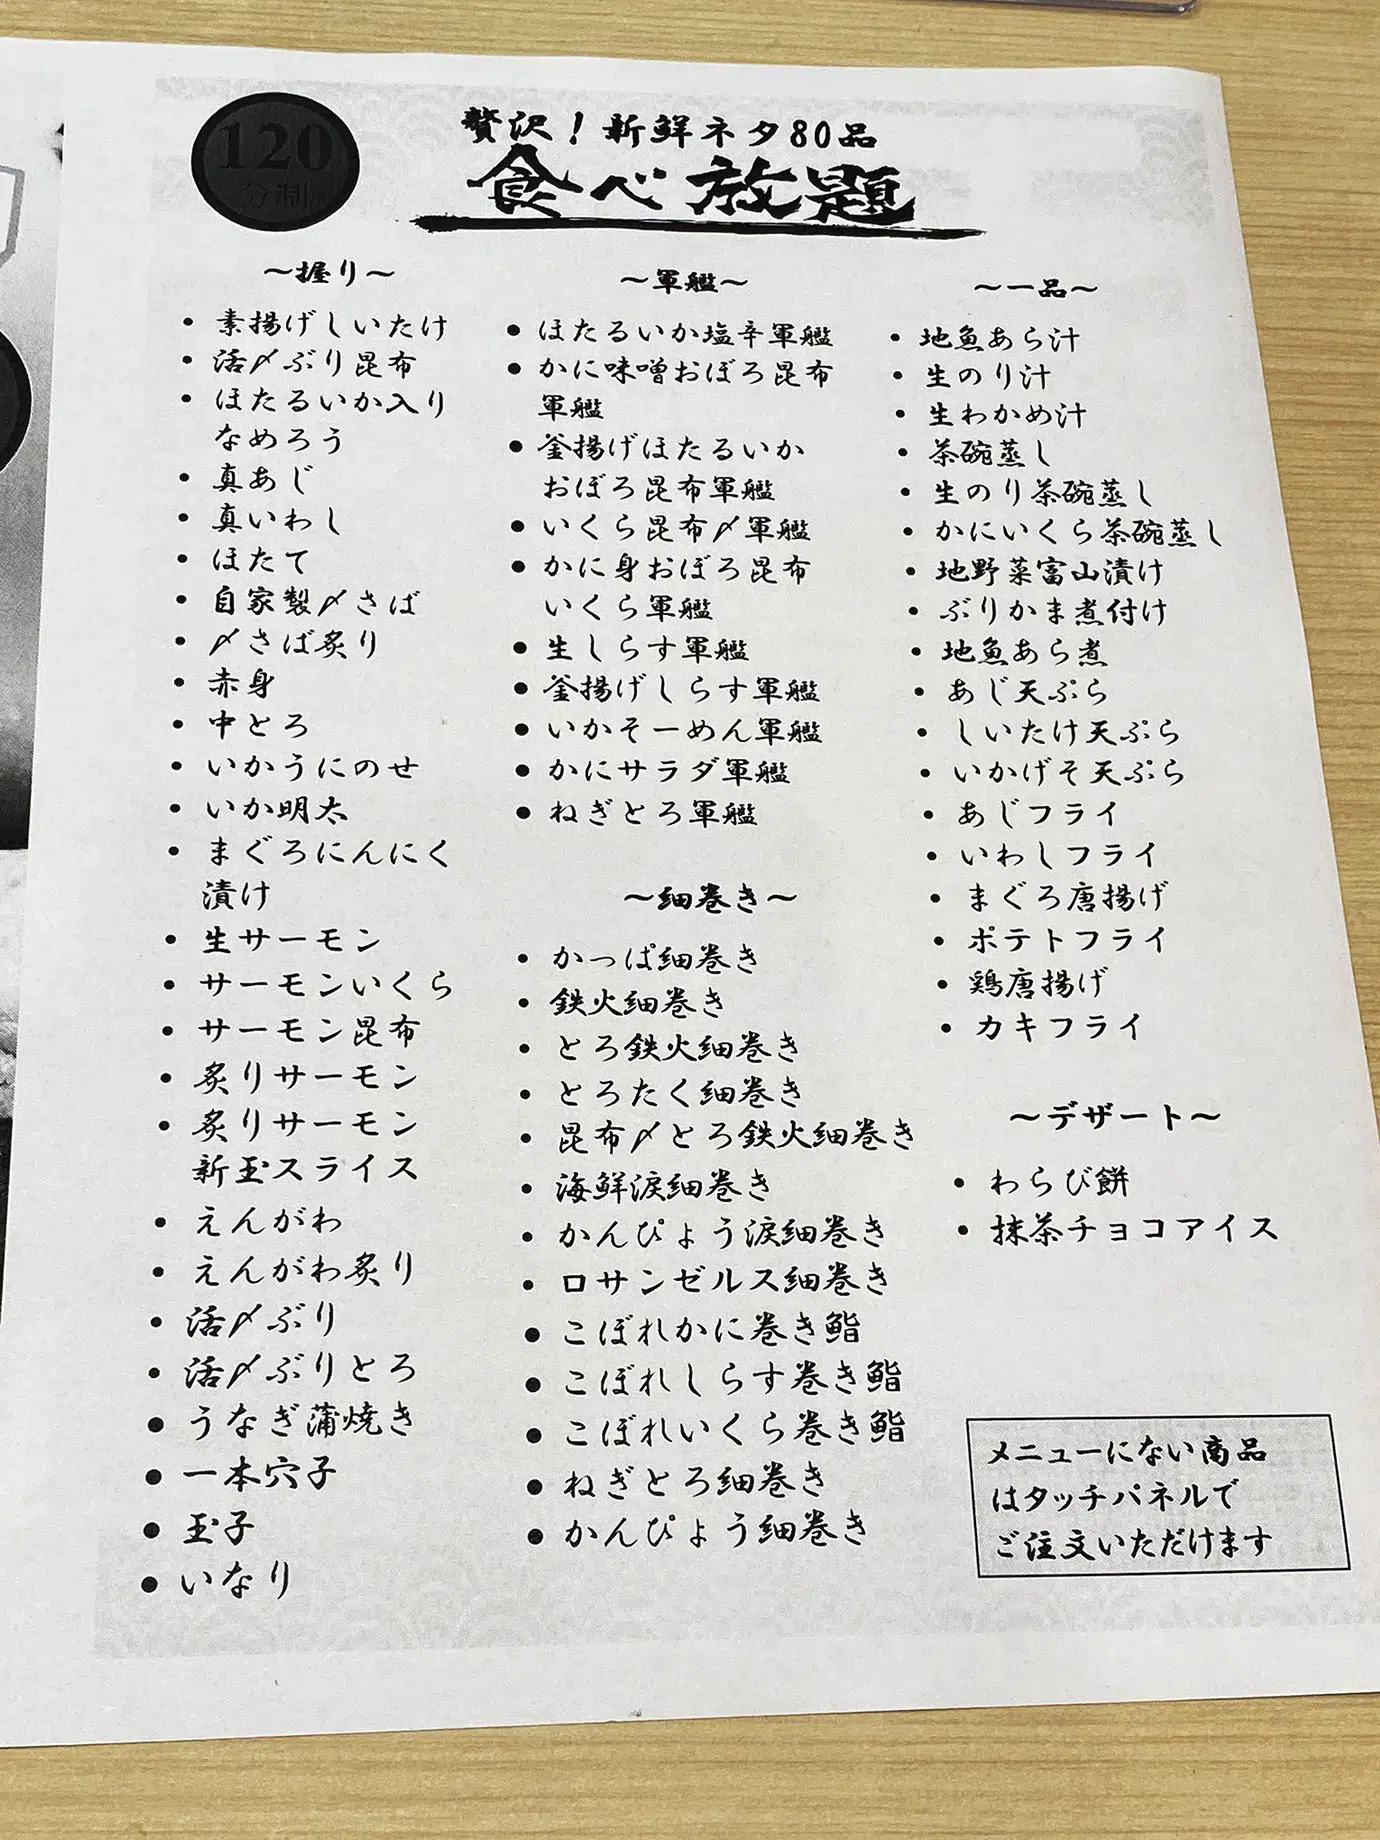 120
分制
贅沢！新鮮ネタ80品
食べ放題
～握り～
・素揚げしいたけ
・活〆ぶり昆布
・ほたるいか入り
なめろう
・真あじ
・真いわし
・ほたて
・自家製〆さば
・〆さば炙り
・赤身
・中とろ
・いかうにのせ
・いか明太
・まぐろにんにく
漬け
・生サーモン
・サーモンいくら
・サーモン昆布
・炙りサーモン
・炙りサーモン
新玉スライス
・えんがわ
・えんがわ炙り
・活〆ぶり
・活〆ぶりとろ
・うなぎ蒲焼き
・一本穴子
・玉子
・いなり
～軍艦～
・ほたるいか塩辛軍艦
・かに味噌おぼろ昆布
軍艦
・釜揚げほたるいか
おぼろ昆布軍艦
・いくら昆布〆軍艦
・かに身おぼろ昆布
いくら軍艦
・生しらす軍艦
・釜揚げしらす軍艦
・いかそーめん軍艦
・かにサラダ軍艦
・ねぎとろ軍艦
～細巻き～
・かっぱ細巻き
・鉄火細巻き
・とろ鉄火細巻き
・とろたく細巻き
・昆布〆とろ鉄火細巻き
・海鮮涙細巻き
・かんぴょう涙細巻き
・ロサンゼルス細巻き
・こぼれかに巻き鮨
・こぼれしらす巻き鮨
・こぼれいくら巻き鮨
・ねぎとろ細巻き
・かんぴょう細巻き
～一品～
・地魚あら汁
・生のり汁
・生わかめ汁
・茶碗蒸し
・生のり茶碗蒸し
・かにいくら茶碗蒸し
・地野菜富山漬け
・ぶりかま煮付け
・地魚あら煮
・あじ天ぷら
・しいたけ天ぷら
・いかげそ天ぷら
・あじフライ
・いわしフライ
・まぐろ唐揚げ
・ポテトフライ
・鶏唐揚げ
・カキフライ
～デザート～
・わらび餅
・抹茶チョコアイス
メニューにない商品
はタッチパネルで
ご注文いただけます